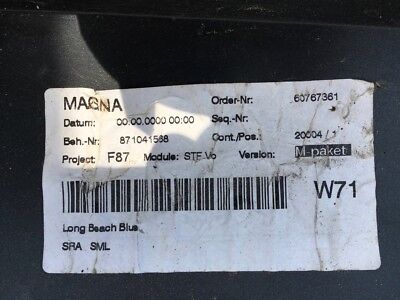 MAGNA Order-Nr: 60767361
Datum: 00.00.0000 00:00 Seq.-Nr:
Beh.-Nr: 871041568 Cont./Pos.: 20004 / 1
Project: F87 Module: STF Vo Version: M-paket
W71
Long Beach Blue
SRA SML